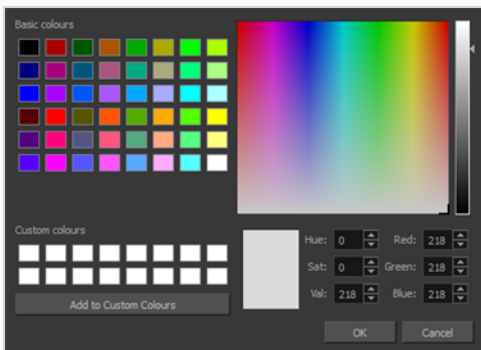 Basic colours
Custom colours
Add to Custom Colours
Hue: 0 Red: 218
Sat: 0 Green: 218
Val: 218 Blue: 218
OK Cancel